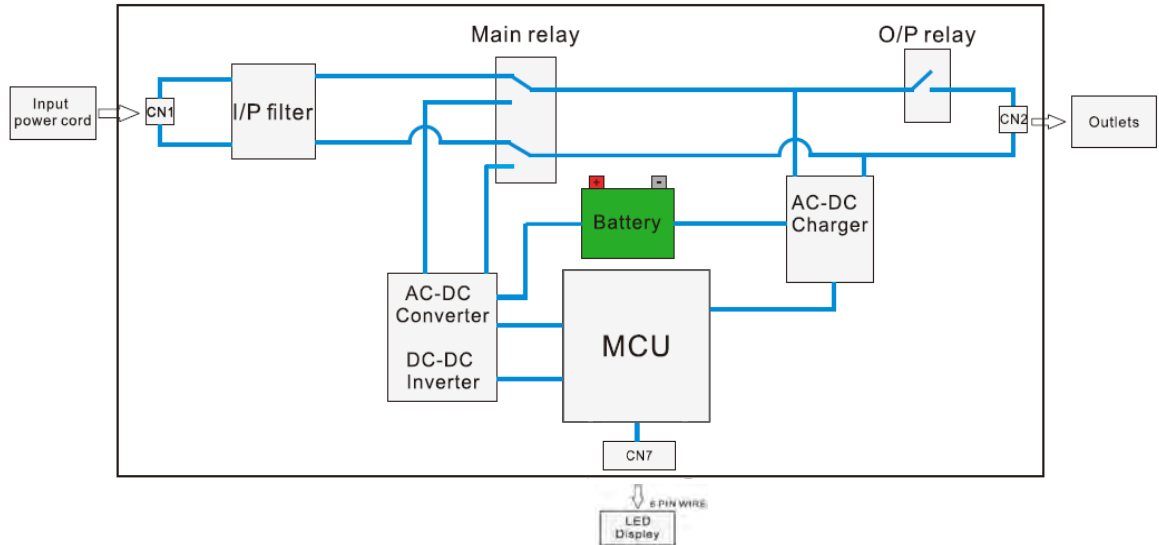 Main relay
O/P relay
Input
power cord
CN1
I/P filter
CN2
Outlets
+
-
Battery
AC-DC
Charger
AC-DC
Converter
DC-DC
Inverter
MCU
CN7
6 PIN WIRE
LED
Display